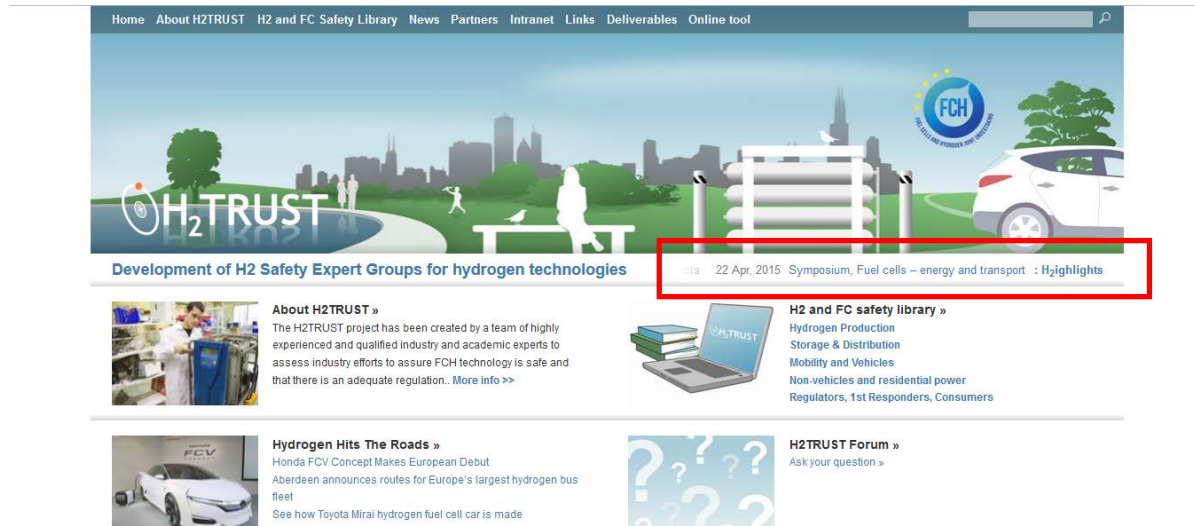 Home About H2TRUST H2 and FC Safety Library News Partners Intranet Links Deliverables Online tool
FCH
FUEL CELLS AND HYDROGEN JOINT UNDERTAKING
H2TRUST
Development of H2 Safety Expert Groups for hydrogen technologies
22 Apr, 2015 Symposium, Fuel cells – energy and transport : H2ighlights
About H2TRUST »
The H2TRUST project has been created by a team of highly
experienced and qualified industry and academic experts to
assess industry efforts to assure FCH technology is safe and
that there is an adequate regulation.. More info >>
H2TRUST
H2 and FC safety library »
Hydrogen Production
Storage & Distribution
Mobility and Vehicles
Non-vehicles and residential power
Regulators, 1st Responders, Consumers
FCV
Hydrogen Hits The Roads »
Honda FCV Concept Makes European Debut
Aberdeen announces routes for Europe's largest hydrogen bus
fleet
See how Toyota Mirai hydrogen fuel cell car is made
? ? ? ? ?
H2TRUST Forum »
Ask your question »